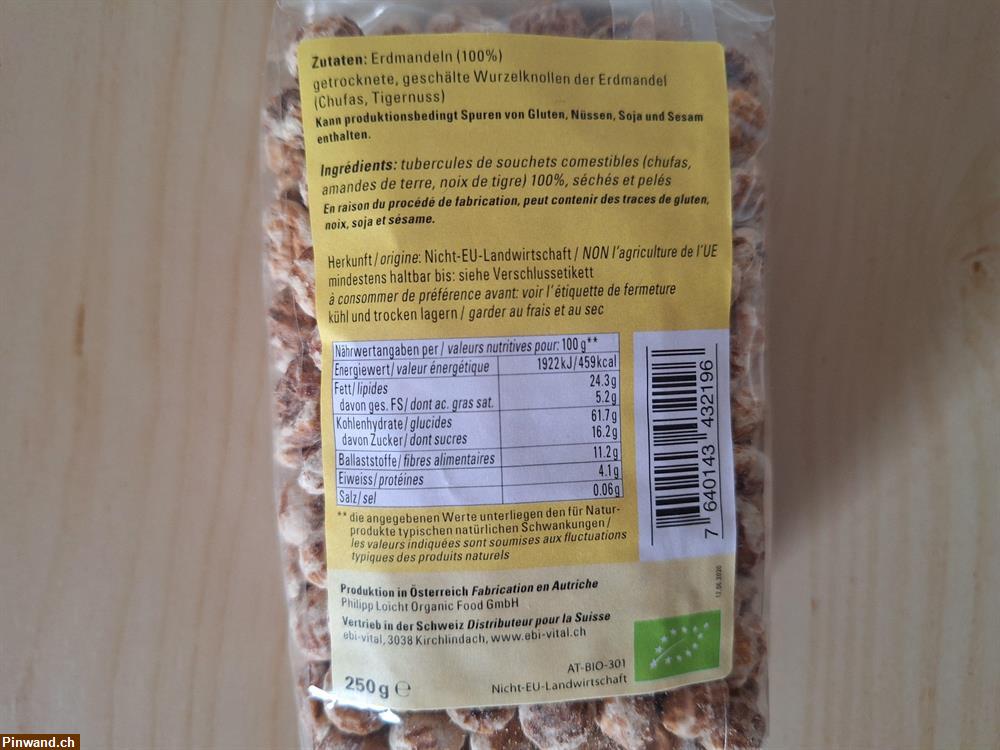 Zutaten: Erdmandeln (100%)
getrocknete, geschälte Wurzelknollen der Erdmandel
(Chufas, Tigernuss)
Kann produktionsbedingt Spuren von Gluten, Nüssen, Soja und Sesam
enthalten.
Ingrédients: tubercules de souchets comestibles (chufas,
amandes de terre, noix de tigre) 100%, séchés et pelés
En raison du procédé de fabrication, peut contenir des traces de gluten,
noix, soja et sésame.
Herkunft / origine: Nicht-EU-Landwirtschaft / NON l'agriculture de l'UE
mindestens haltbar bis: siehe Verschlussetikett
à consommer de préférence avant: voir l'étiquette de fermeture
kühl und trocken lagern / garder au frais et au sec
Nährwertangaben per / valeurs nutritives pour: 100 g**
Energiewert / valeur énergétique 1922 kJ / 459 kcal
Fett / lipides 24.3 g
davon ges. FS / dont ac. gras sat. 5.2 g
Kohlenhydrate / glucides 61.7 g
davon Zucker / dont sucres 16.2 g
Ballaststoffe / fibres alimentaires 11.2 g
Eiweiss / protéines 4.1 g
Salz / sel 0.06 g
** die angegebenen Werte unterliegen den für Natur-
produkte typischen natürlichen Schwankungen /
les valeurs indiquées sont soumises aux fluctuations
typiques des produits naturels
7 640143 432196
12.06.2020
Produktion in Österreich Fabrication en Autriche
Philipp Loicht Organic Food GmbH
Vertrieb in der Schweiz Distributeur pour la Suisse
ebi-vital, 3038 Kirchlindach, www.ebi-vital.ch
AT-BIO-301
Nicht-EU-Landwirtschaft
250 g ℮
Pinwand.ch